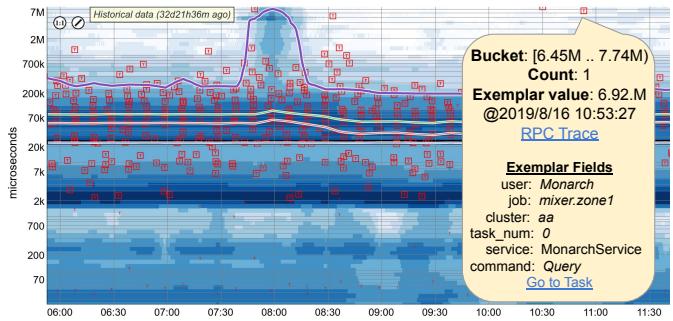 Historical data (32d21h36m ago)
1:1
7M
2M
700k
200k
70k
20k
7k
2k
700
200
70
microseconds
06:00 06:30 07:00 07:30 08:00 08:30 09:00 09:30 10:00 10:30 11:00 11:30
Bucket: [6.45M .. 7.74M)
Count: 1
Exemplar value: 6.92.M
@2019/8/16 10:53:27
RPC Trace
Exemplar Fields
user: Monarch
job: mixer.zone1
cluster: aa
task_num: 0
service: MonarchService
command: Query
Go to Task